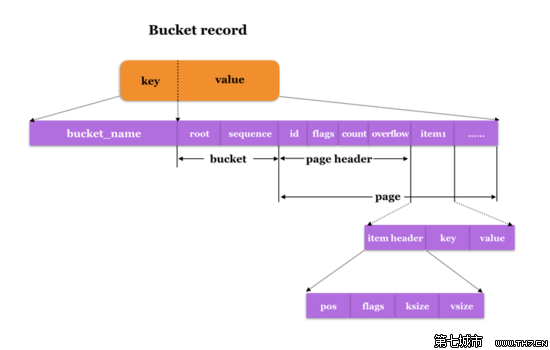 Bucket record
key value
bucket_name root sequence id flags count overflow item1 ......
bucket page header
page
item header key value
pos flags ksize vsize
第七城市 WWW.TH7.CN